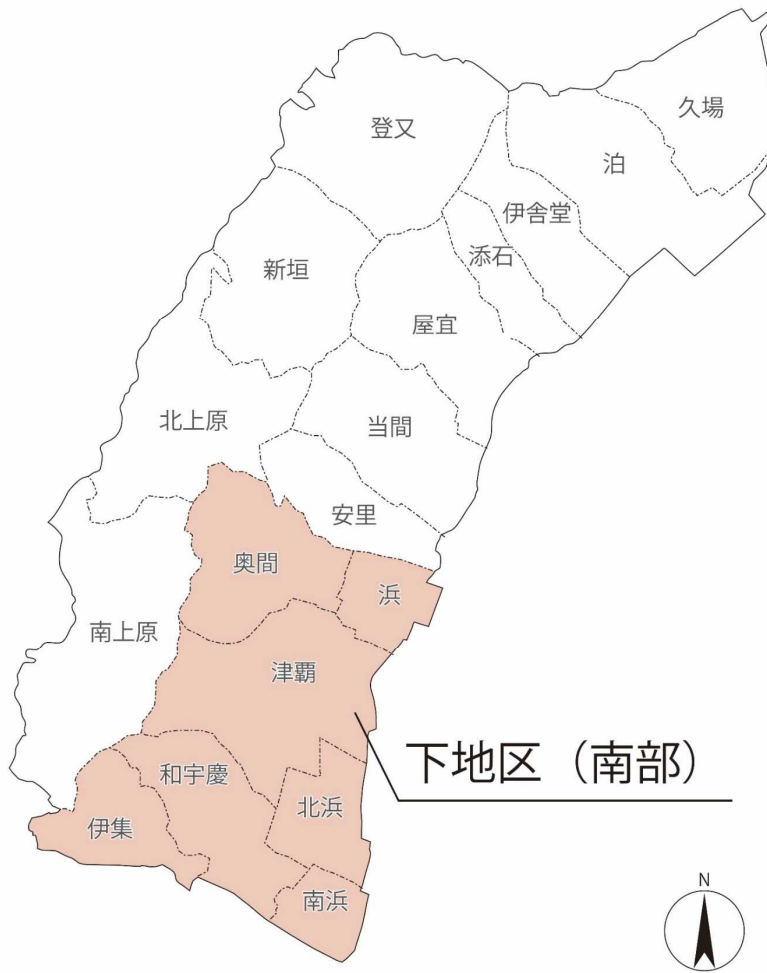 久場
登又
泊
伊舎堂
添石
新垣
屋宜
北上原
当間
安里
奥間
浜
南上原
津覇
下地区（南部）
和宇慶
北浜
伊集
南浜
N